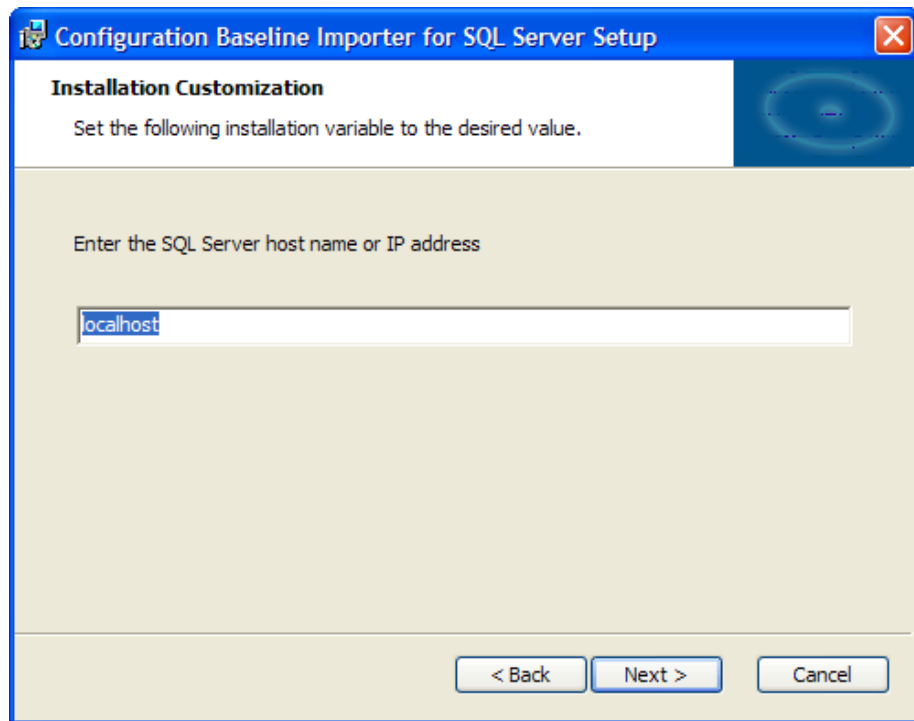 Configuration Baseline Importer for SQL Server Setup
Installation Customization
Set the following installation variable to the desired value.
Enter the SQL Server host name or IP address
localhost
< Back Next > Cancel